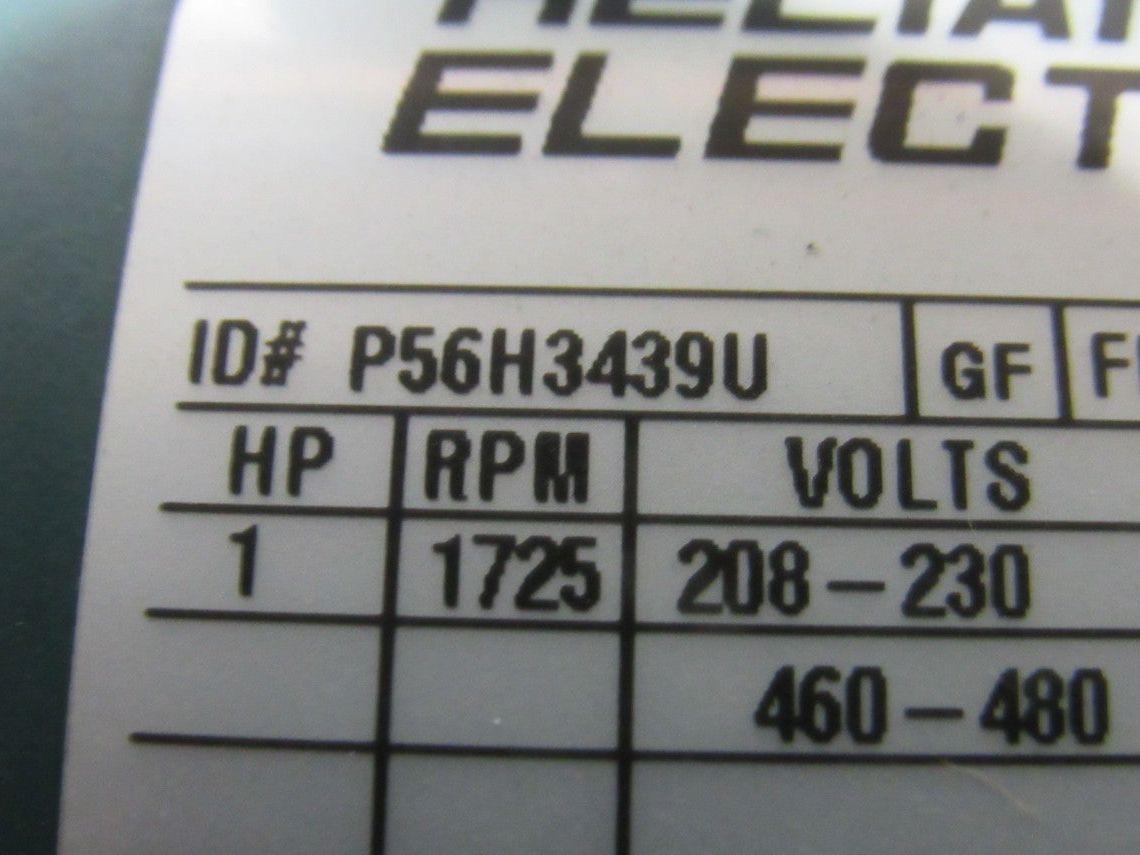 ELECT
ID# P56H3439U GF
HP RPM VOLTS
1 1725 208-230
460-480